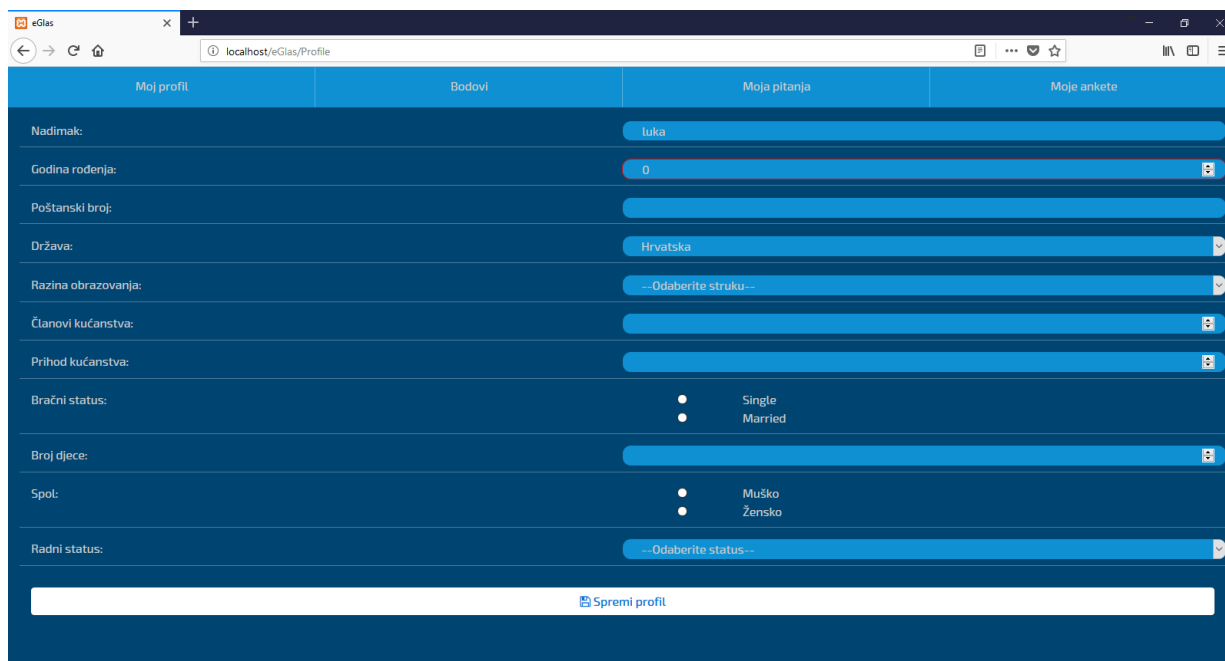 eGlas
localhost/eGlas/Profile
Moj profil Bodovi Moja pitanja Moje ankete
Nadimak: luka
Godina rođenja: 0
Poštanski broj:
Država: Hrvatska
Razina obrazovanja: --Odaberite struku--
Članovi kućanstva:
Prihod kućanstva:
Bračni status: Single
Married
Broj djece:
Spol: Muško
Žensko
Radni status: --Odaberite status--
Spremi profil